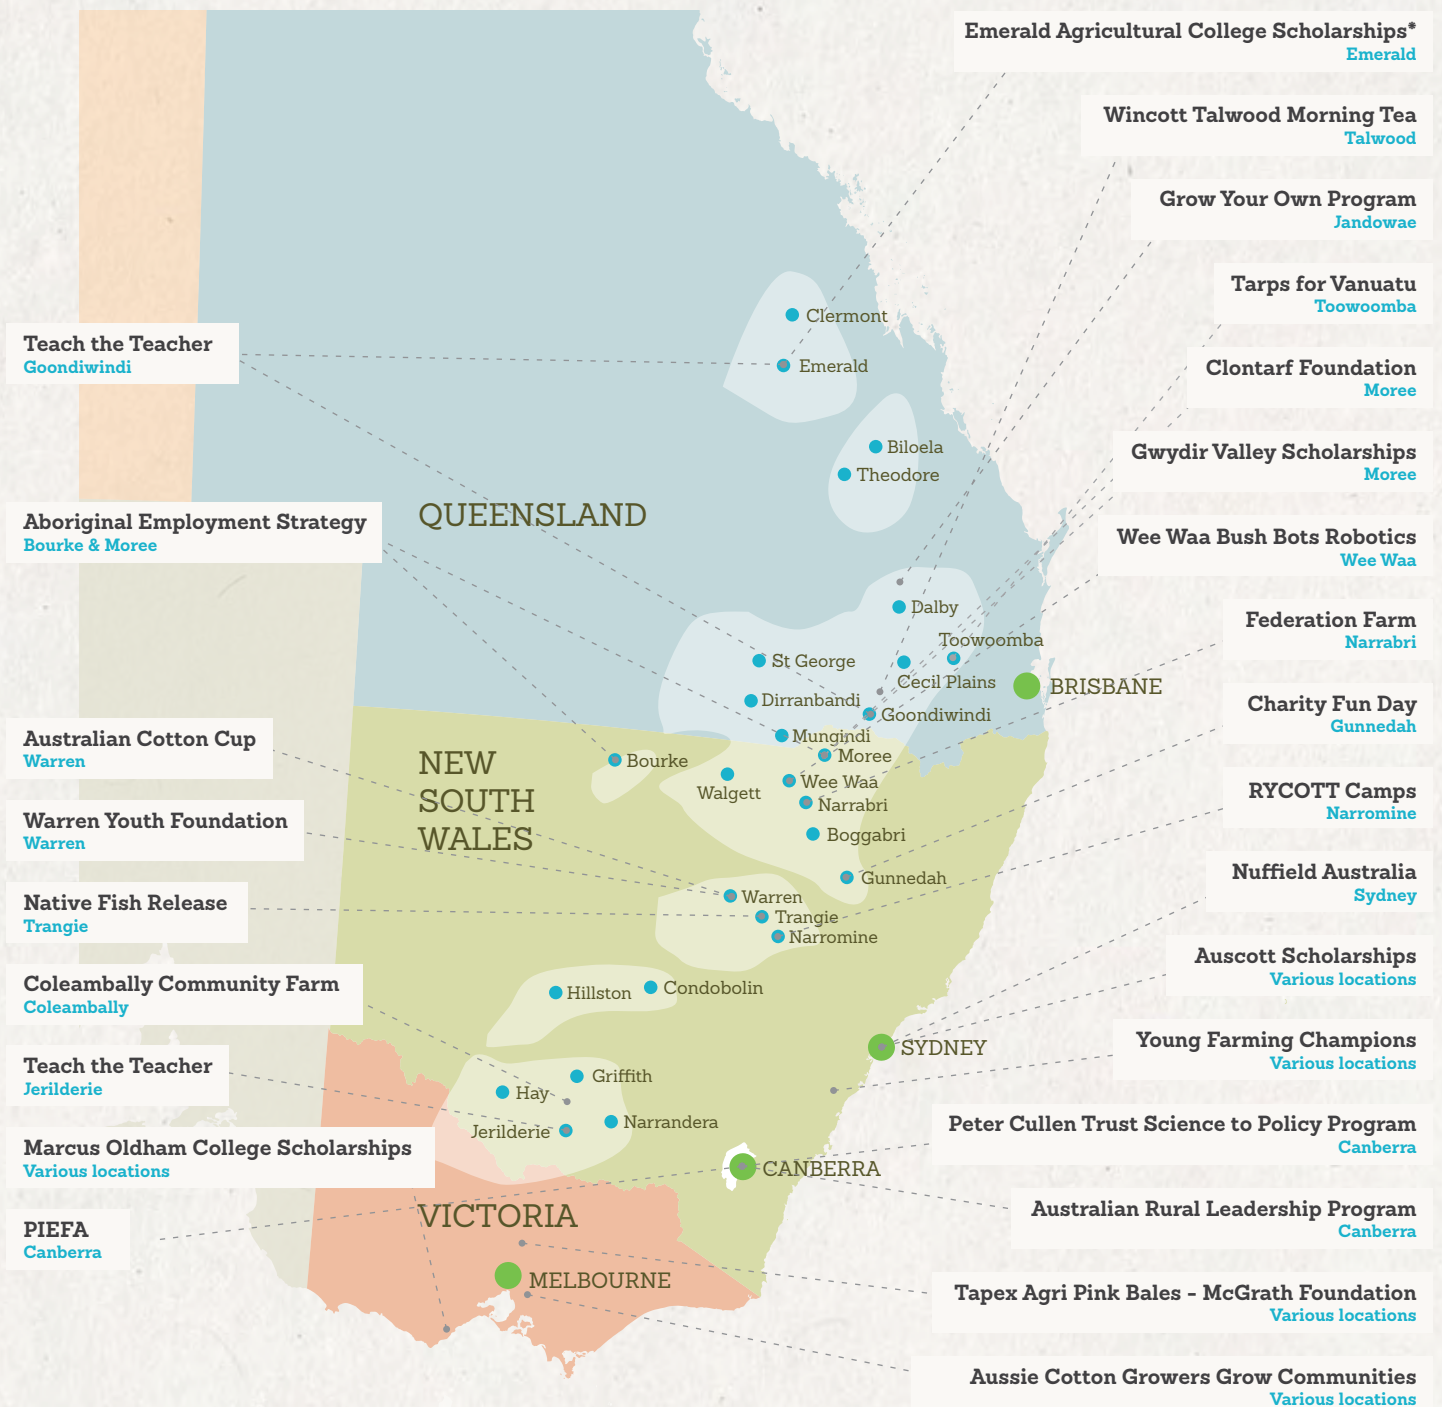 Emerald Agricultural College Scholarships*
Emerald
Wincott Talwood Morning Tea
Talwood
Grow Your Own Program
Jandowae
Tarps for Vanuatu
Toowoomba
Clontarf Foundation
Moree
Gwydir Valley Scholarships
Moree
Wee Waa Bush Bots Robotics
Wee Waa
Federation Farm
Narrabri
Charity Fun Day
Gunnedah
RYCOTT Camps
Narromine
Nuffield Australia
Sydney
Auscott Scholarships
Various locations
Young Farming Champions
Various locations
Peter Cullen Trust Science to Policy Program
Canberra
Australian Rural Leadership Program
Canberra
Tapex Agri Pink Bales - McGrath Foundation
Various locations
Aussie Cotton Growers Grow Communities
Various locations
Teach the Teacher
Goondiwindi
Aboriginal Employment Strategy
Bourke & Moree
Australian Cotton Cup
Warren
Warren Youth Foundation
Warren
Native Fish Release
Trangie
Coleambally Community Farm
Coleambally
Teach the Teacher
Jerilderie
Marcus Oldham College Scholarships
Various locations
PIEFA
Canberra
Clermont
Emerald
Biloela
Theodore
QUEENSLAND
Dalby
Toowoomba
St George
Cecil Plains
BRISBANE
Dirranbandi
Goondiwindi
Mungindi
NEW
SOUTH
WALES
Bourke
Moree
Walgett
Wee Waa
Narrabri
Boggabri
Gunnedah
Warren
Trangie
Narromine
Hillston
Condobolin
SYDNEY
Griffith
Hay
Narrandera
Jerilderie
CANBERRA
VICTORIA
MELBOURNE